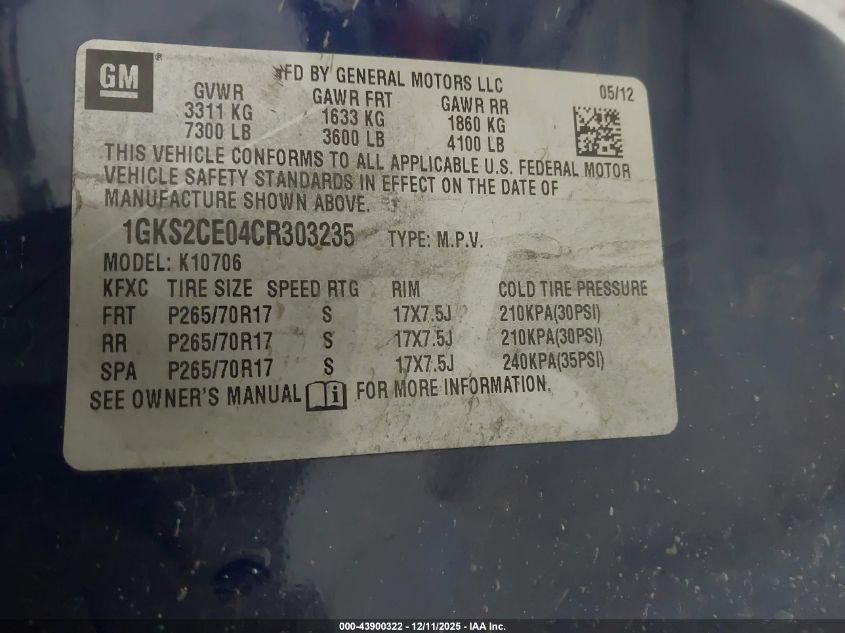 GM ®
MFD BY GENERAL MOTORS LLC
05/12
GVWR GAWR FRT GAWR RR
3311 KG 1633 KG 1860 KG
7300 LB 3600 LB 4100 LB
THIS VEHICLE CONFORMS TO ALL APPLICABLE U.S. FEDERAL MOTOR
VEHICLE SAFETY STANDARDS IN EFFECT ON THE DATE OF
MANUFACTURE SHOWN ABOVE.
1GKS2CE04CR303235 TYPE: M.P.V.
MODEL: K10706
KFXC TIRE SIZE SPEED RTG RIM COLD TIRE PRESSURE
FRT P265/70R17 S 17X7.5J 210KPA(30PSI)
RR P265/70R17 S 17X7.5J 210KPA(30PSI)
SPA P265/70R17 S 17X7.5J 240KPA(35PSI)
SEE OWNER'S MANUAL i FOR MORE INFORMATION.
000-43900322 - 12/11/2025 - IAA Inc.